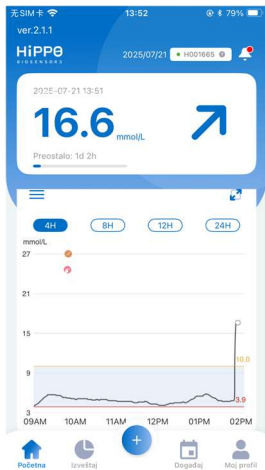 无SIM卡 13:52 79%
ver.2.1.1
HiPPO
BIOSENSORS
2025/07/21 H001665
2025-07-21 13:51
16.6 mmol/L
Preostalo: 1d 2h
4H 8H 12H 24H
mmol/L
27
21
15
10.0
9
3.9
3
09AM 10AM 11AM 12PM 01PM 02PM
Početna Izveštaj + Događaj Moj profil